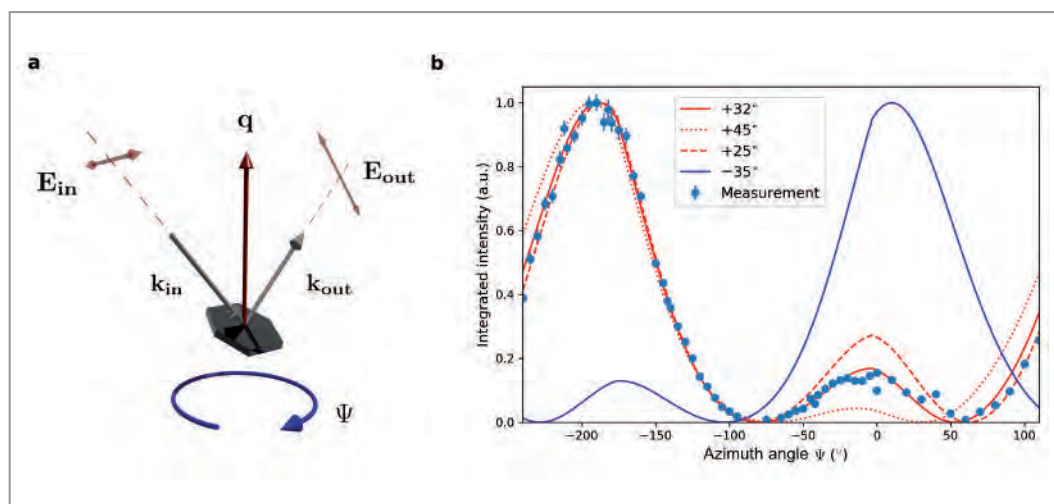 a
q
E_in
E_out
k_in
k_out
Ψ
b
Integrated intensity (a.u.)
1.0
0.8
0.6
0.4
0.2
0.0
+32°
+45°
+25°
−35°
Measurement
−200 −150 −100 −50 0 50 100
Azimuth angle Ψ (°)